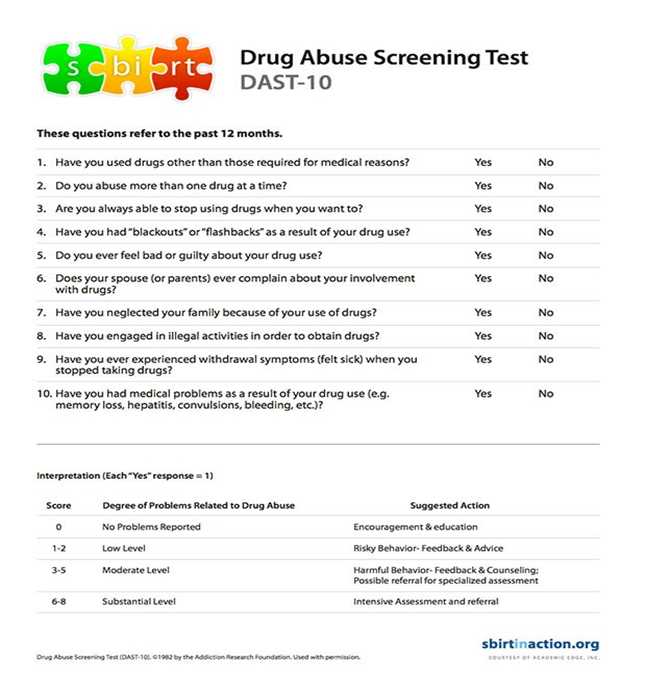 sbirt
Drug Abuse Screening Test
DAST-10
These questions refer to the past 12 months.
1. Have you used drugs other than those required for medical reasons? Yes No
2. Do you abuse more than one drug at a time? Yes No
3. Are you always able to stop using drugs when you want to? Yes No
4. Have you had "blackouts" or "flashbacks" as a result of your drug use? Yes No
5. Do you ever feel bad or guilty about your drug use? Yes No
6. Does your spouse (or parents) ever complain about your involvement Yes No
with drugs?
7. Have you neglected your family because of your use of drugs? Yes No
8. Have you engaged in illegal activities in order to obtain drugs? Yes No
9. Have you ever experienced withdrawal symptoms (felt sick) when you Yes No
stopped taking drugs?
10. Have you had medical problems as a result of your drug use (e.g. Yes No
memory loss, hepatitis, convulsions, bleeding, etc.)?
Interpretation (Each "Yes" response = 1)
Score Degree of Problems Related to Drug Abuse Suggested Action
0 No Problems Reported Encouragement & education
1-2 Low Level Risky Behavior- Feedback & Advice
3-5 Moderate Level Harmful Behavior- Feedback & Counseling;
Possible referral for specialized assessment
6-8 Substantial Level Intensive Assessment and referral
sbirtinaction.org
Drug Abuse Screening Test (DAST-10). ©1982 by the Addiction Research Foundation. Used with permission.
COURTESY OF ACADEMIC EDGE, INC.